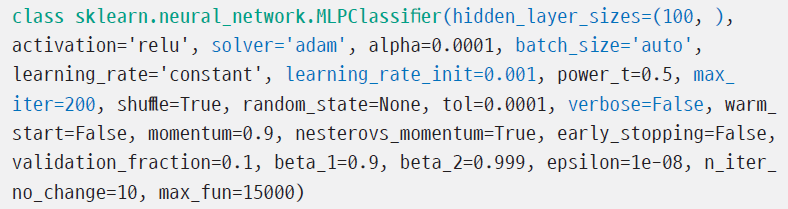 class sklearn.neural_network.MLPClassifier(hidden_layer_sizes=(100, ),
activation='relu', solver='adam', alpha=0.0001, batch_size='auto',
learning_rate='constant', learning_rate_init=0.001, power_t=0.5, max_
iter=200, shuffle=True, random_state=None, tol=0.0001, verbose=False, warm_
start=False, momentum=0.9, nesterovs_momentum=True, early_stopping=False,
validation_fraction=0.1, beta_1=0.9, beta_2=0.999, epsilon=1e-08, n_iter_
no_change=10, max_fun=15000)